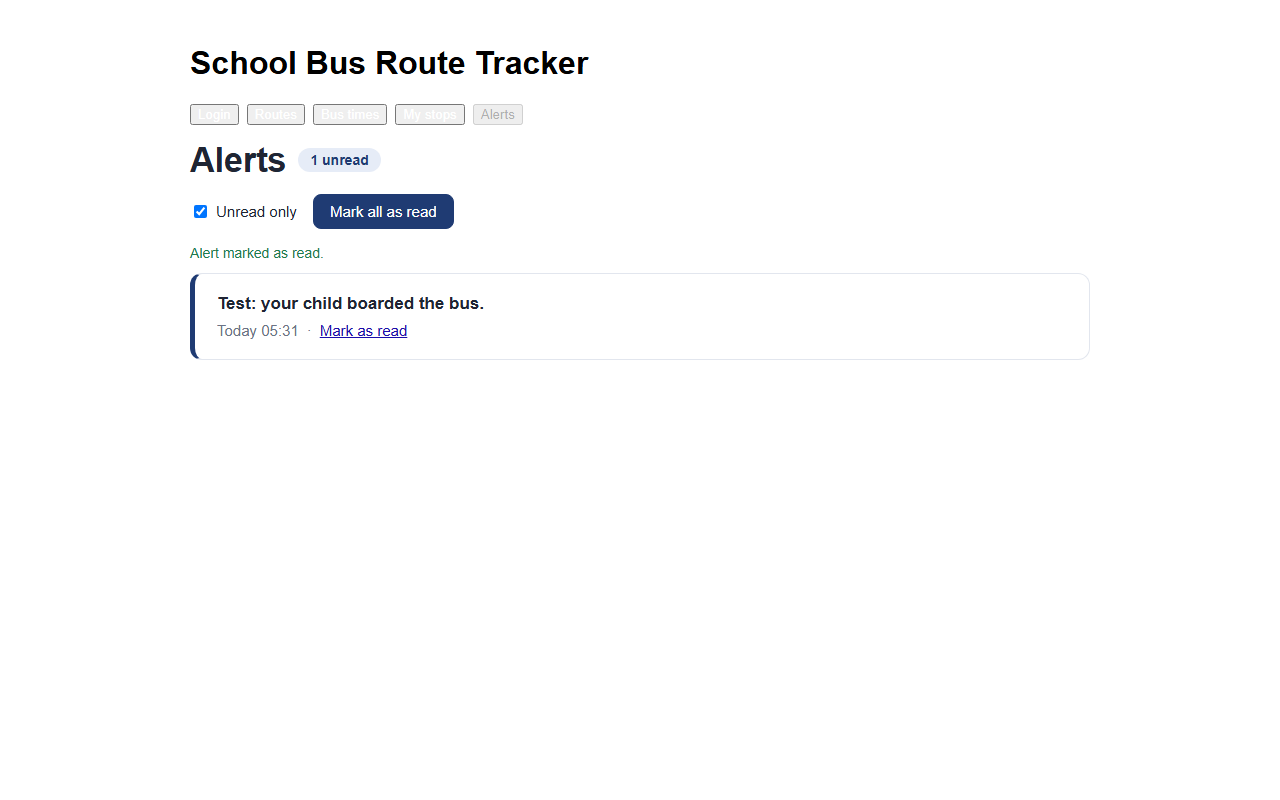 School Bus Route Tracker
Login Routes Bus times My stops Alerts
Alerts 1 unread
Unread only Mark all as read
Alert marked as read.
Test: your child boarded the bus.
Today 05:31 · Mark as read